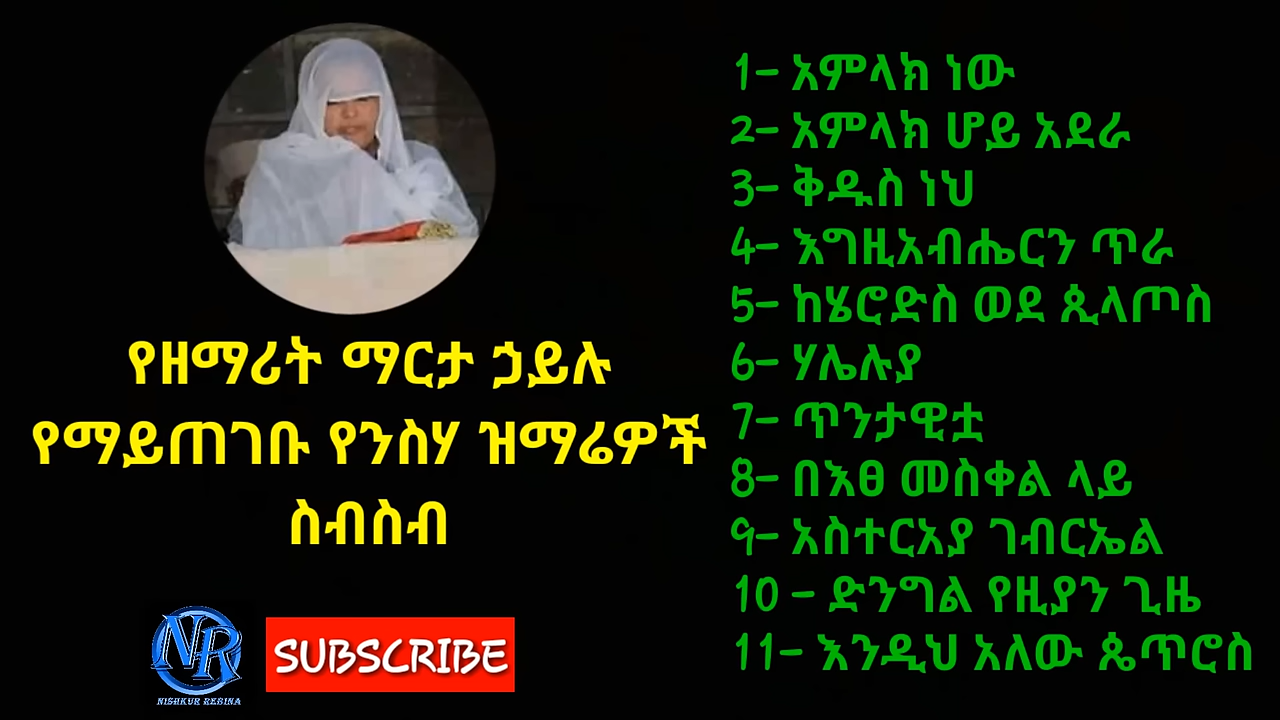 የዘማሪት ማርታ ኃይሉ
የማይጠገቡ የንስሃ ዝማሬዎች
ስብስብ
NR
NISHKUR REBINA
SUBSCRIBE
1- አምላክ ነው
2- አምላክ ሆይ አደራ
3- ቅዱስ ነህ
4- እግዚአብሔርን ጥራ
5- ከሄሮድስ ወደ ጲላጦስ
6- ሃሌሉያ
7- ጥንታዊቷ
8- በእፀ መስቀል ላይ
9- አስተርአያ ገብርኤል
10 - ድንግል የዚያን ጊዜ
11- እንዲህ አለው ጴጥሮስ